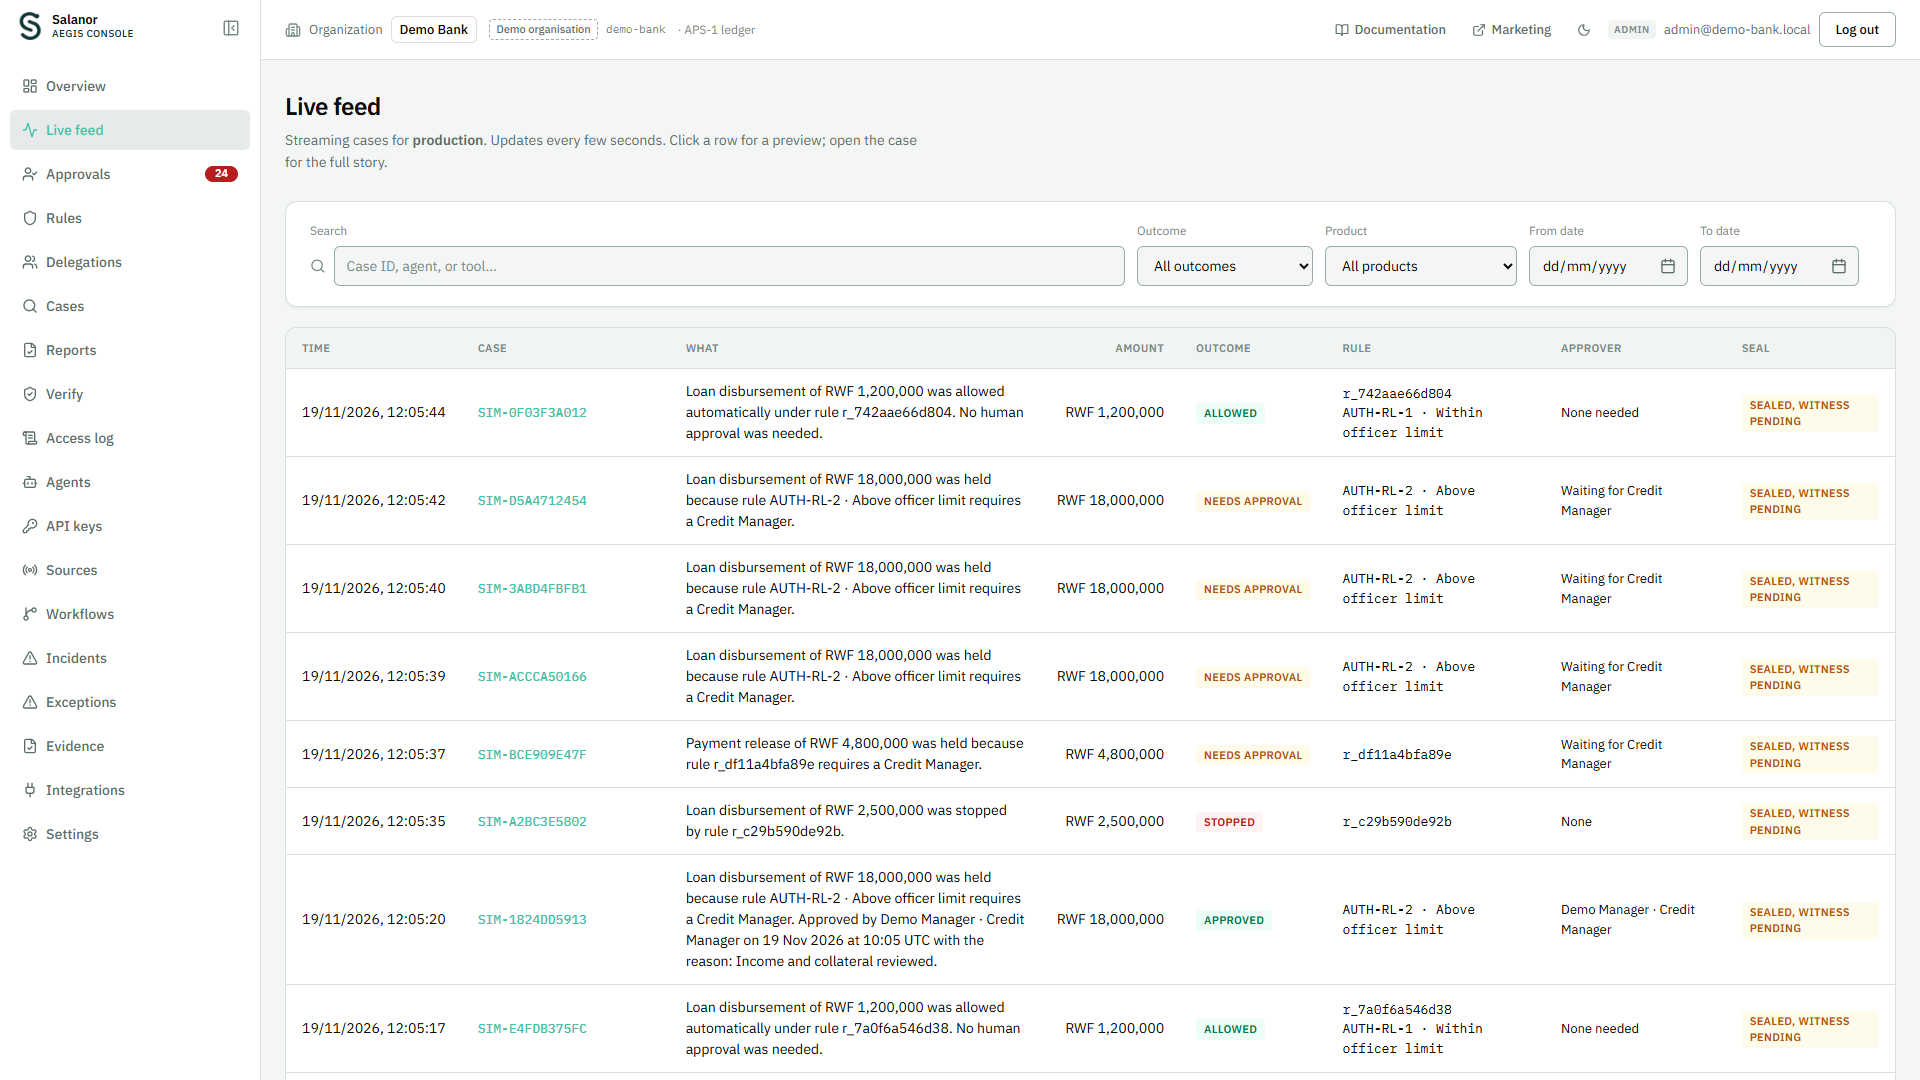 Salanor
AEGIS CONSOLE
Overview
Live feed
Approvals
24
Rules
Delegations
Cases
Reports
Verify
Access log
Agents
API keys
Sources
Workflows
Incidents
Exceptions
Evidence
Integrations
Settings
Organization
Demo Bank
Demo organisation
demo-bank
· APS-1 ledger
Documentation
Marketing
ADMIN
admin@demo-bank.local
Log out
Live feed
Streaming cases for production. Updates every few seconds. Click a row for a preview; open the case
for the full story.
Search
Case ID, agent, or tool...
Outcome
All outcomes
Product
All products
From date
dd/mm/yyyy
To date
dd/mm/yyyy
TIME CASE WHAT AMOUNT OUTCOME RULE APPROVER SEAL
19/11/2026, 12:05:44
SIM-0F03F3A012
Loan disbursement of RWF 1,200,000 was allowed
automatically under rule r_742aae66d804. No human
approval was needed.
RWF 1,200,000
ALLOWED
r_742aae66d804
AUTH-RL-1 · Within
officer limit
None needed
SEALED, WITNESS
PENDING
19/11/2026, 12:05:42
SIM-D5A4712454
Loan disbursement of RWF 18,000,000 was held
because rule AUTH-RL-2 · Above officer limit requires
a Credit Manager.
RWF 18,000,000
NEEDS APPROVAL
AUTH-RL-2 · Above
officer limit
Waiting for Credit
Manager
SEALED, WITNESS
PENDING
19/11/2026, 12:05:40
SIM-3ABD4FBFB1
Loan disbursement of RWF 18,000,000 was held
because rule AUTH-RL-2 · Above officer limit requires
a Credit Manager.
RWF 18,000,000
NEEDS APPROVAL
AUTH-RL-2 · Above
officer limit
Waiting for Credit
Manager
SEALED, WITNESS
PENDING
19/11/2026, 12:05:39
SIM-ACCCA50166
Loan disbursement of RWF 18,000,000 was held
because rule AUTH-RL-2 · Above officer limit requires
a Credit Manager.
RWF 18,000,000
NEEDS APPROVAL
AUTH-RL-2 · Above
officer limit
Waiting for Credit
Manager
SEALED, WITNESS
PENDING
19/11/2026, 12:05:37
SIM-BCE909E47F
Payment release of RWF 4,800,000 was held because
rule r_df11a4bfa89e requires a Credit Manager.
RWF 4,800,000
NEEDS APPROVAL
r_df11a4bfa89e
Waiting for Credit
Manager
SEALED, WITNESS
PENDING
19/11/2026, 12:05:35
SIM-A2BC3E5802
Loan disbursement of RWF 2,500,000 was stopped
by rule r_c29b590de92b.
RWF 2,500,000
STOPPED
r_c29b590de92b
None
SEALED, WITNESS
PENDING
19/11/2026, 12:05:20
SIM-1824DD5913
Loan disbursement of RWF 18,000,000 was held
because rule AUTH-RL-2 · Above officer limit requires
a Credit Manager. Approved by Demo Manager · Credit
Manager on 19 Nov 2026 at 10:05 UTC with the
reason: Income and collateral reviewed.
RWF 18,000,000
APPROVED
AUTH-RL-2 · Above
officer limit
Demo Manager · Credit
Manager
SEALED, WITNESS
PENDING
19/11/2026, 12:05:17
SIM-E4FDB375FC
Loan disbursement of RWF 1,200,000 was allowed
automatically under rule r_7a0f6a546d38. No human
approval was needed.
RWF 1,200,000
ALLOWED
r_7a0f6a546d38
AUTH-RL-1 · Within
officer limit
None needed
SEALED, WITNESS
PENDING